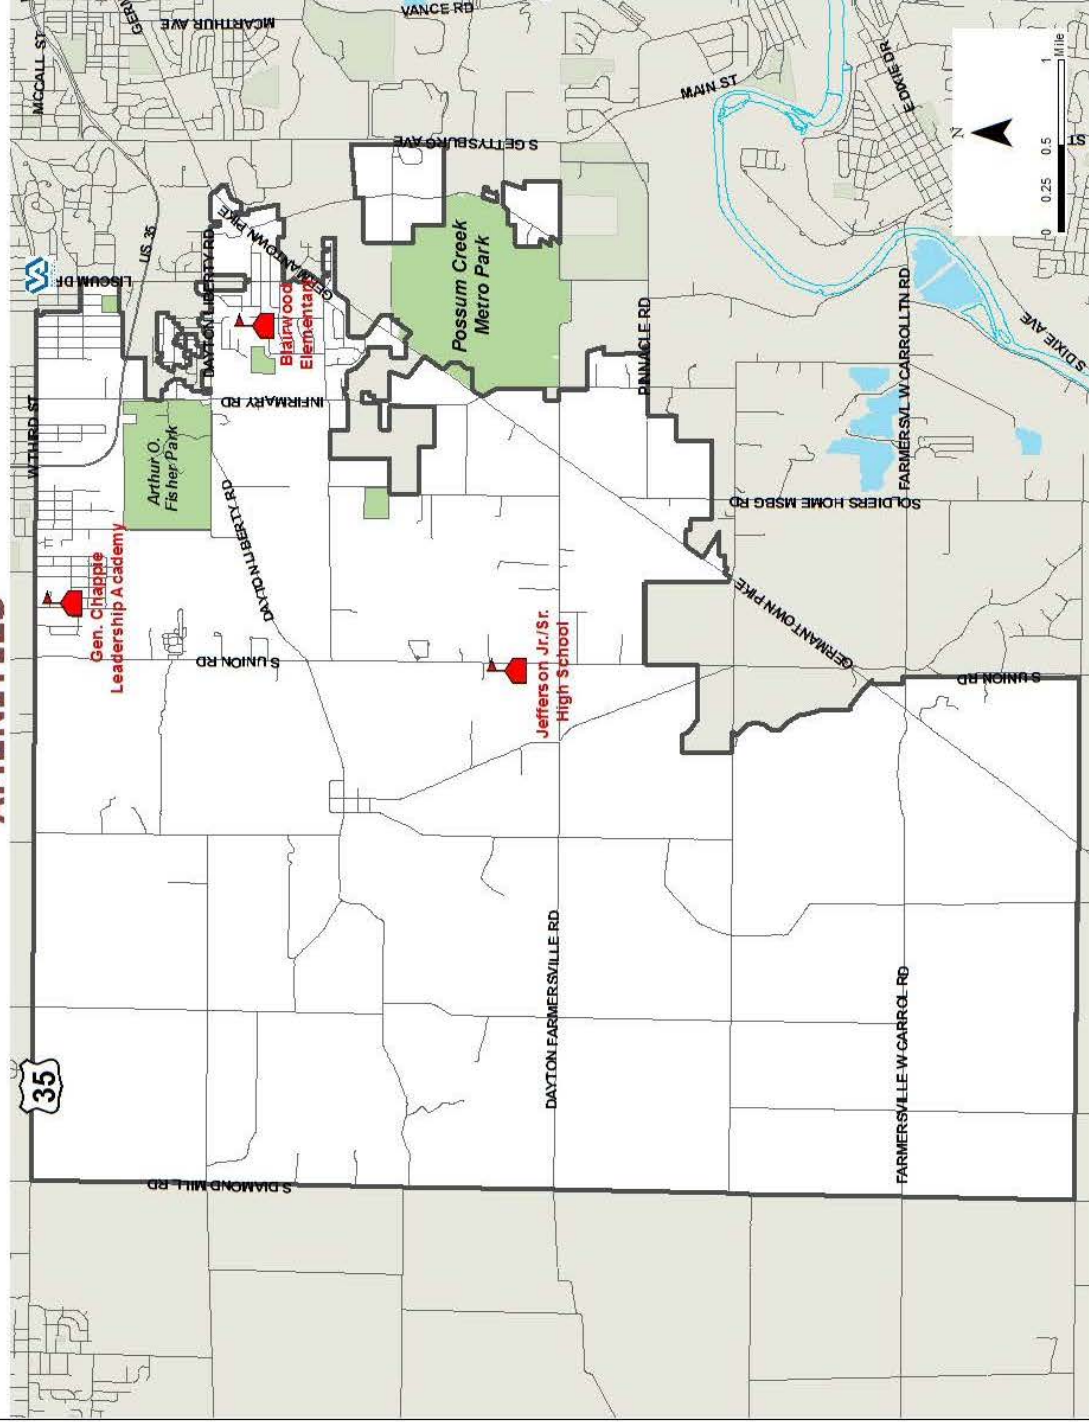 MCCALL ST
GERM
MCARTHUR AVE
VANCE RD
MAIN ST
S GETTYSBURG AVE
E DIXIE DR
N
ST
0 0.25 0.5 1
Mile
US 35
LISCUM DR
DAYTON LIBERTY RD
GERMANTOWN PIKE
GERMANTOWN
Blairwood
Elementary
Possum Creek
Metro Park
PINNACLE RD
FARMERSVL W CARROLLTN RD
S DIXIE AVE
W THIRD ST
INFIRMARY RD
Arthur O.
Fisher Park
DAYTON LIBERTY RD
SOLDIERS HOME MSBG RD
Gen. Chappie
Leadership Academy
S UNION RD
Jefferson Jr./Sr.
High School
GERMANTOWN PIKE
S UNION RD
35
DAYTON FARMERSVILLE RD
FARMERSVILLE W CARROL RD
S DIAMOND MILL RD